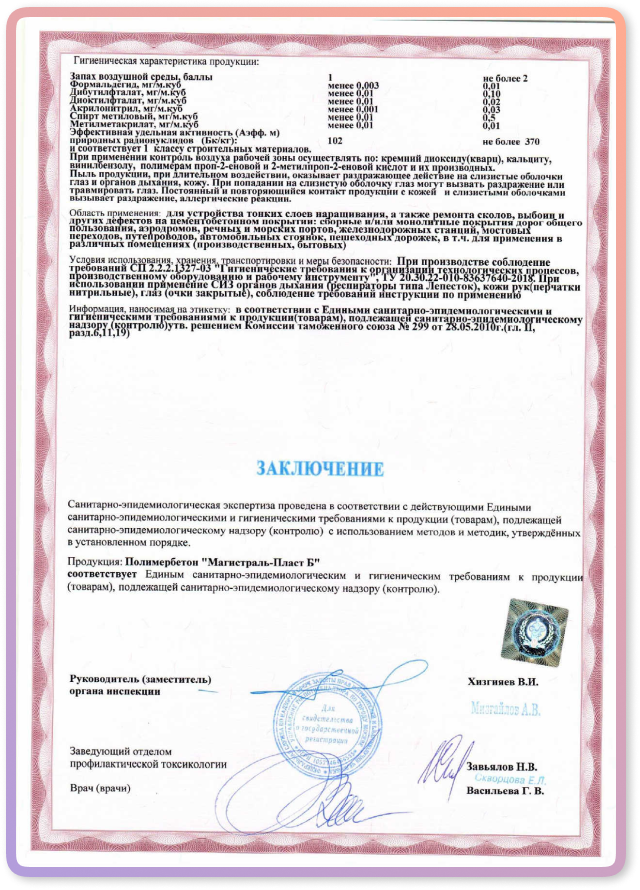 Гигиеническая характеристика продукции:
Запах воздушной среды, баллы 1 не более 2
Формальдегид, мг/м.куб менее 0,003 0,01
Дибутилфталат, мг/м.куб менее 0,01 0,10
Диоктилфталат, мг/м.куб менее 0,01 0,02
Акрилонитрил, мг/м.куб менее 0,001 0,03
Спирт метиловый, мг/м.куб менее 0,01 0,5
Метилметакрилат, мг/м.куб менее 0,01 0,01
Эффективная удельная активность (Аэфф. м)
природных радионуклидов (Бк/кг): 102 не более 370
и соответствует 1 классу строительных материалов.
При применении контроль воздуха рабочей зоны осуществлять по: кремний диоксиду(кварц), кальциту,
винилбензолу, полимерам проп-2-еновой и 2-метилпроп-2-еновой кислот и их производных.
Пыль продукции, при длительном воздействии, оказывает раздражающее действие на слизистые оболочки
глаз и органов дыхания, кожу. При попадании на слизистую оболочку глаз могут вызвать раздражение или
травмировать глаз. Постоянный и повторяющийся контакт продукции с кожей и слизистыми оболочками
вызывает раздражение, аллергические реакции.
Область применения: для устройства тонких слоев наращивания, а также ремонта сколов, выбоин и
других дефектов на цементобетонном покрытии: сборные и/или монолитные покрытия дорог общего
пользования, аэродромов, речных и морских портов, железнодорожных станций, мостовых
переходов, путепроводов, автомобильных стоянок, пешеходных дорожек, в т.ч. для применения в
различных помещениях (производственных, бытовых)
Условия использования, хранения, транспортировки и меры безопасности: При производстве соблюдение
требований СП 2.2.2.1327-03 "Гигиенические требования к организации технологических процессов,
производственному оборудованию и рабочему инструменту", ТУ 20.30.22-010-83637640-2018. При
использовании применение СИЗ органов дыхания (респираторы типа Лепесток), кожи рук(перчатки
нитрильные), глаз (очки закрытые), соблюдение требований инструкции по применению
Информация, наносимая на этикетку: в соответствии с Едиными санитарно-эпидемиологическими и
гигиеническими требованиями к продукции(товарам), подлежащей санитарно-эпидемиологическому
надзору (контролю)утв. решением Комиссии таможенного союза № 299 от 28.05.2010г.(гл. II,
разд.6,11,19)
ЗАКЛЮЧЕНИЕ
Санитарно-эпидемиологическая экспертиза проведена в соответствии с действующими Едиными
санитарно-эпидемиологическими и гигиеническими требованиями к продукции (товарам), подлежащей
санитарно-эпидемиологическому надзору (контролю) с использованием методов и методик, утверждённых
в установленном порядке.
Продукция: Полимербетон "Магистраль-Пласт Б"
соответствует Единым санитарно-эпидемиологическим и гигиеническим требованиям к продукции
(товарам), подлежащей санитарно-эпидемиологическому надзору (контролю).
Руководитель (заместитель)
органа инспекции
Хизгияев В.И.
Мизгайлов А.В.
Для
свидетельства
о государственной
регистрации
Заведующий отделом
профилактической токсикологии
Завьялов Н.В.
Скворцова Е.Л.
Врач (врачи)
Васильева Г. В.